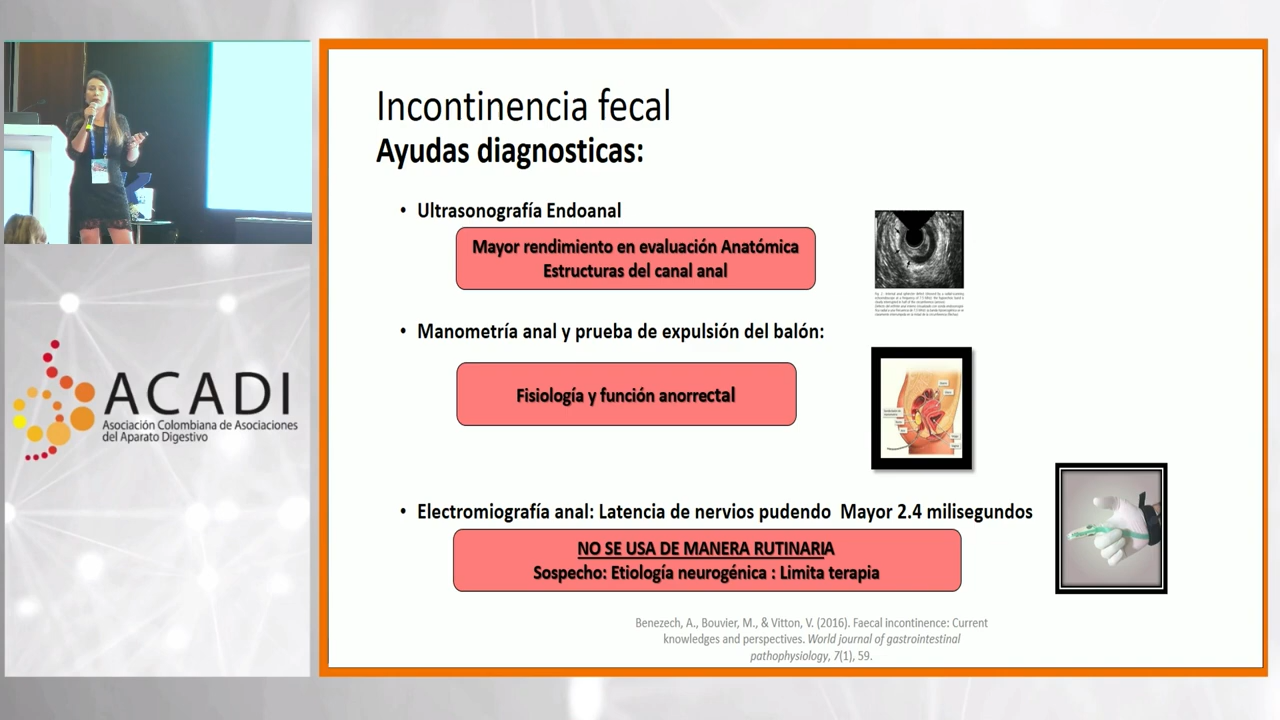 Incontinencia fecal
Ayudas diagnosticas:
• Ultrasonografía Endoanal
Mayor rendimiento en evaluación Anatómica
Estructuras del canal anal
• Manometría anal y prueba de expulsión del balón:
Fisiología y función anorrectal
• Electromiografía anal: Latencia de nervios pudendo Mayor 2.4 milisegundos
NO SE USA DE MANERA RUTINARIA
Sospecho: Etiología neurogénica : Limita terapia
Benezech, A., Bouvier, M., & Vitton, V. (2016). Faecal incontinence: Current
knowledges and perspectives. World journal of gastrointestinal
pathophysiology, 7(1), 59.
ACADI
Asociación Colombiana de Asociaciones
del Aparato Digestivo